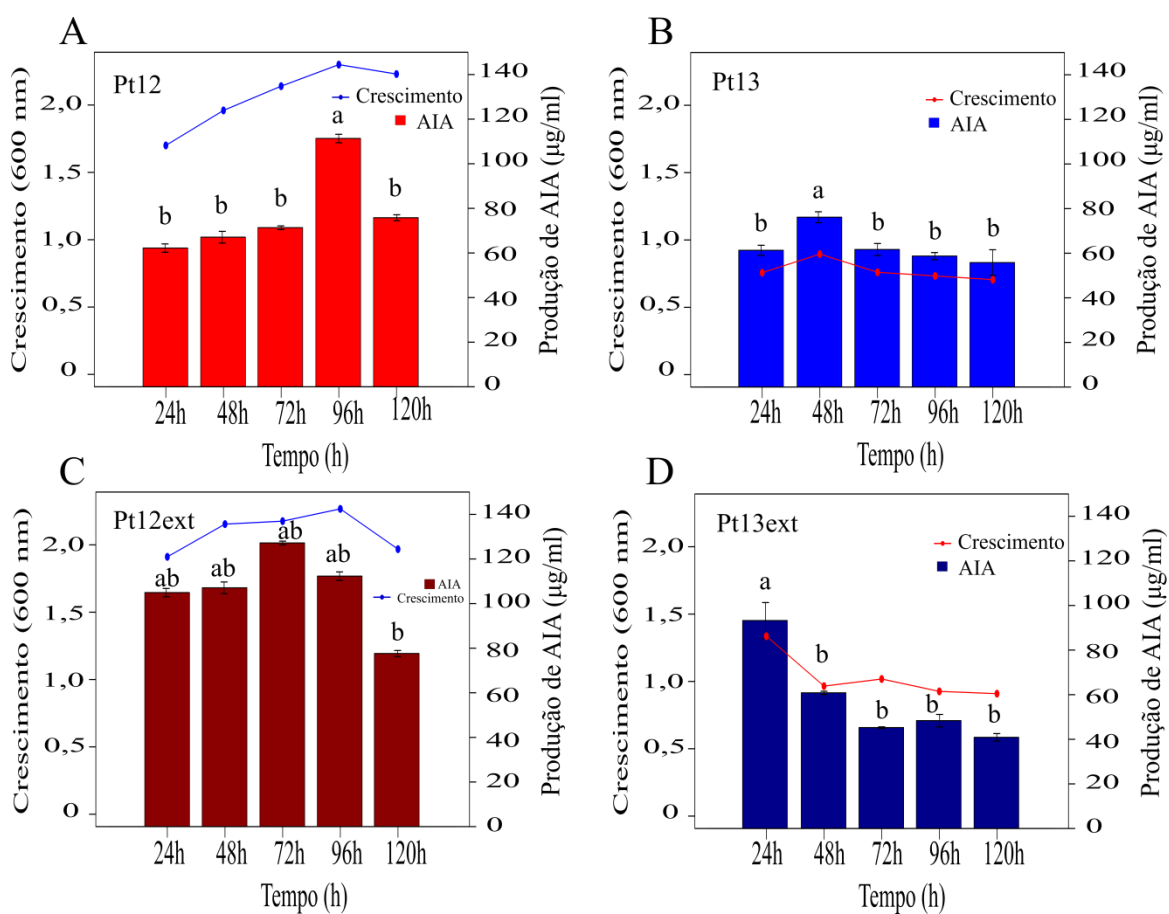 A
Pt12
Crescimento
AIA
Crescimento (600 nm)
2,0
1,5
1,0
0,5
0
140
120
100
80
60
40
20
0
Produção de AIA (μg/ml)
b
b
b
a
b
24h
48h
72h
96h
120h
Tempo (h)
B
Pt13
Crescimento
AIA
Crescimento (600 nm)
2,0
1,5
1,0
0,5
0
140
120
100
80
60
40
20
0
Produção de AIA (μg/ml)
b
a
b
b
b
24h
48h
72h
96h
120h
Tempo (h)
C
Pt12ext
AIA
Crescimento
Crescimento (600 nm)
2,0
1,5
1,0
0,5
0
140
120
100
80
60
40
20
0
Produção de AIA (μg/ml)
ab
ab
ab
ab
b
24h
48h
72h
96h
120h
Tempo (h)
D
Pt13ext
Crescimento
AIA
Crescimento (600 nm)
2,0
1,5
1,0
0,5
0
140
120
100
80
60
40
20
0
Produção de AIA (μg/ml)
a
b
b
b
b
24h
48h
72h
96h
120h
Tempo (h)